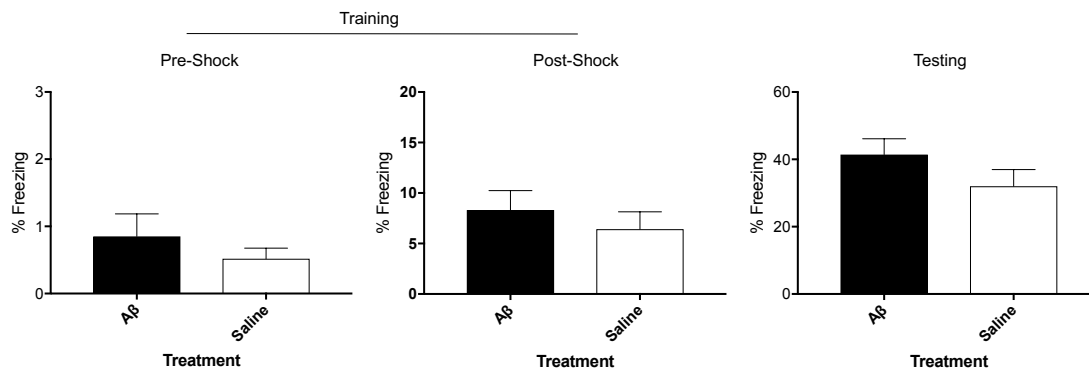 Training
Pre-Shock
% Freezing
3
2
1
0
Aβ
Saline
Treatment
Post-Shock
% Freezing
20
15
10
5
0
Aβ
Saline
Treatment
Testing
% Freezing
60
40
20
0
Aβ
Saline
Treatment